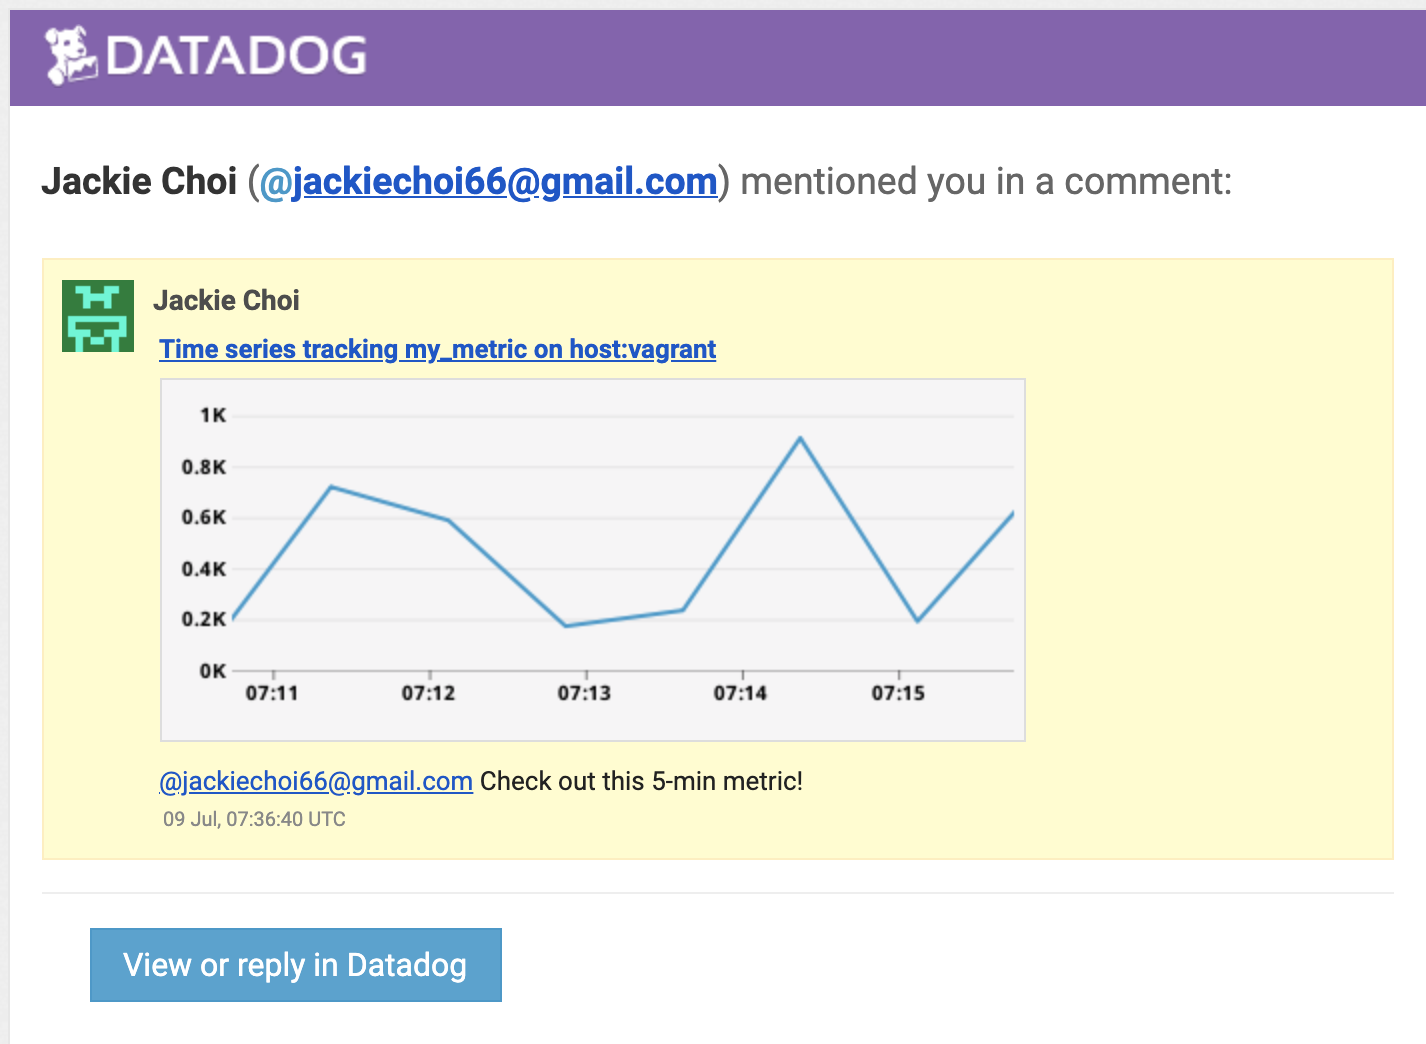 DATADOG
Jackie Choi (@jackiechoi66@gmail.com) mentioned you in a comment:
Jackie Choi
Time series tracking my_metric on host:vagrant
1K
0.8K
0.6K
0.4K
0.2K
0K
07:11 07:12 07:13 07:14 07:15
@jackiechoi66@gmail.com Check out this 5-min metric!
09 Jul, 07:36:40 UTC
View or reply in Datadog